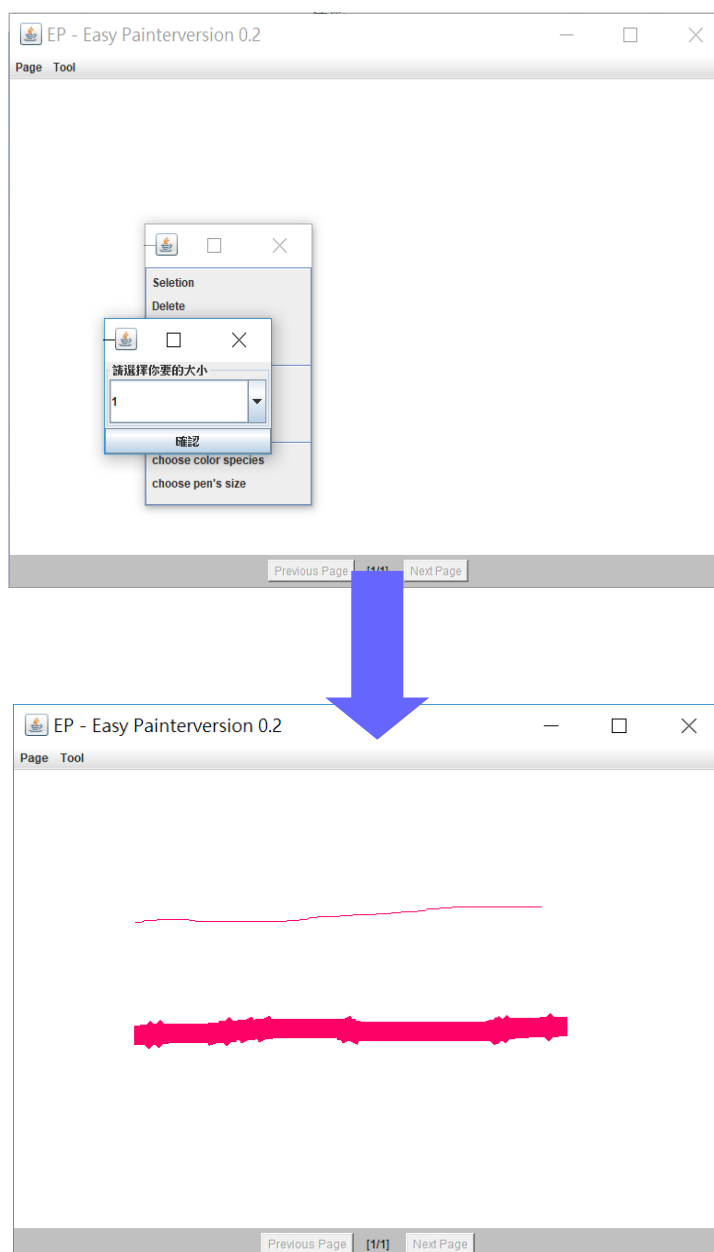 EP - Easy Painterversion 0.2
Page Tool
Seletion
Delete
請選擇你要的大小
1
確認
choose color species
choose pen's size
Previous Page [1/1] Next Page
EP - Easy Painterversion 0.2
Page Tool
Previous Page [1/1] Next Page